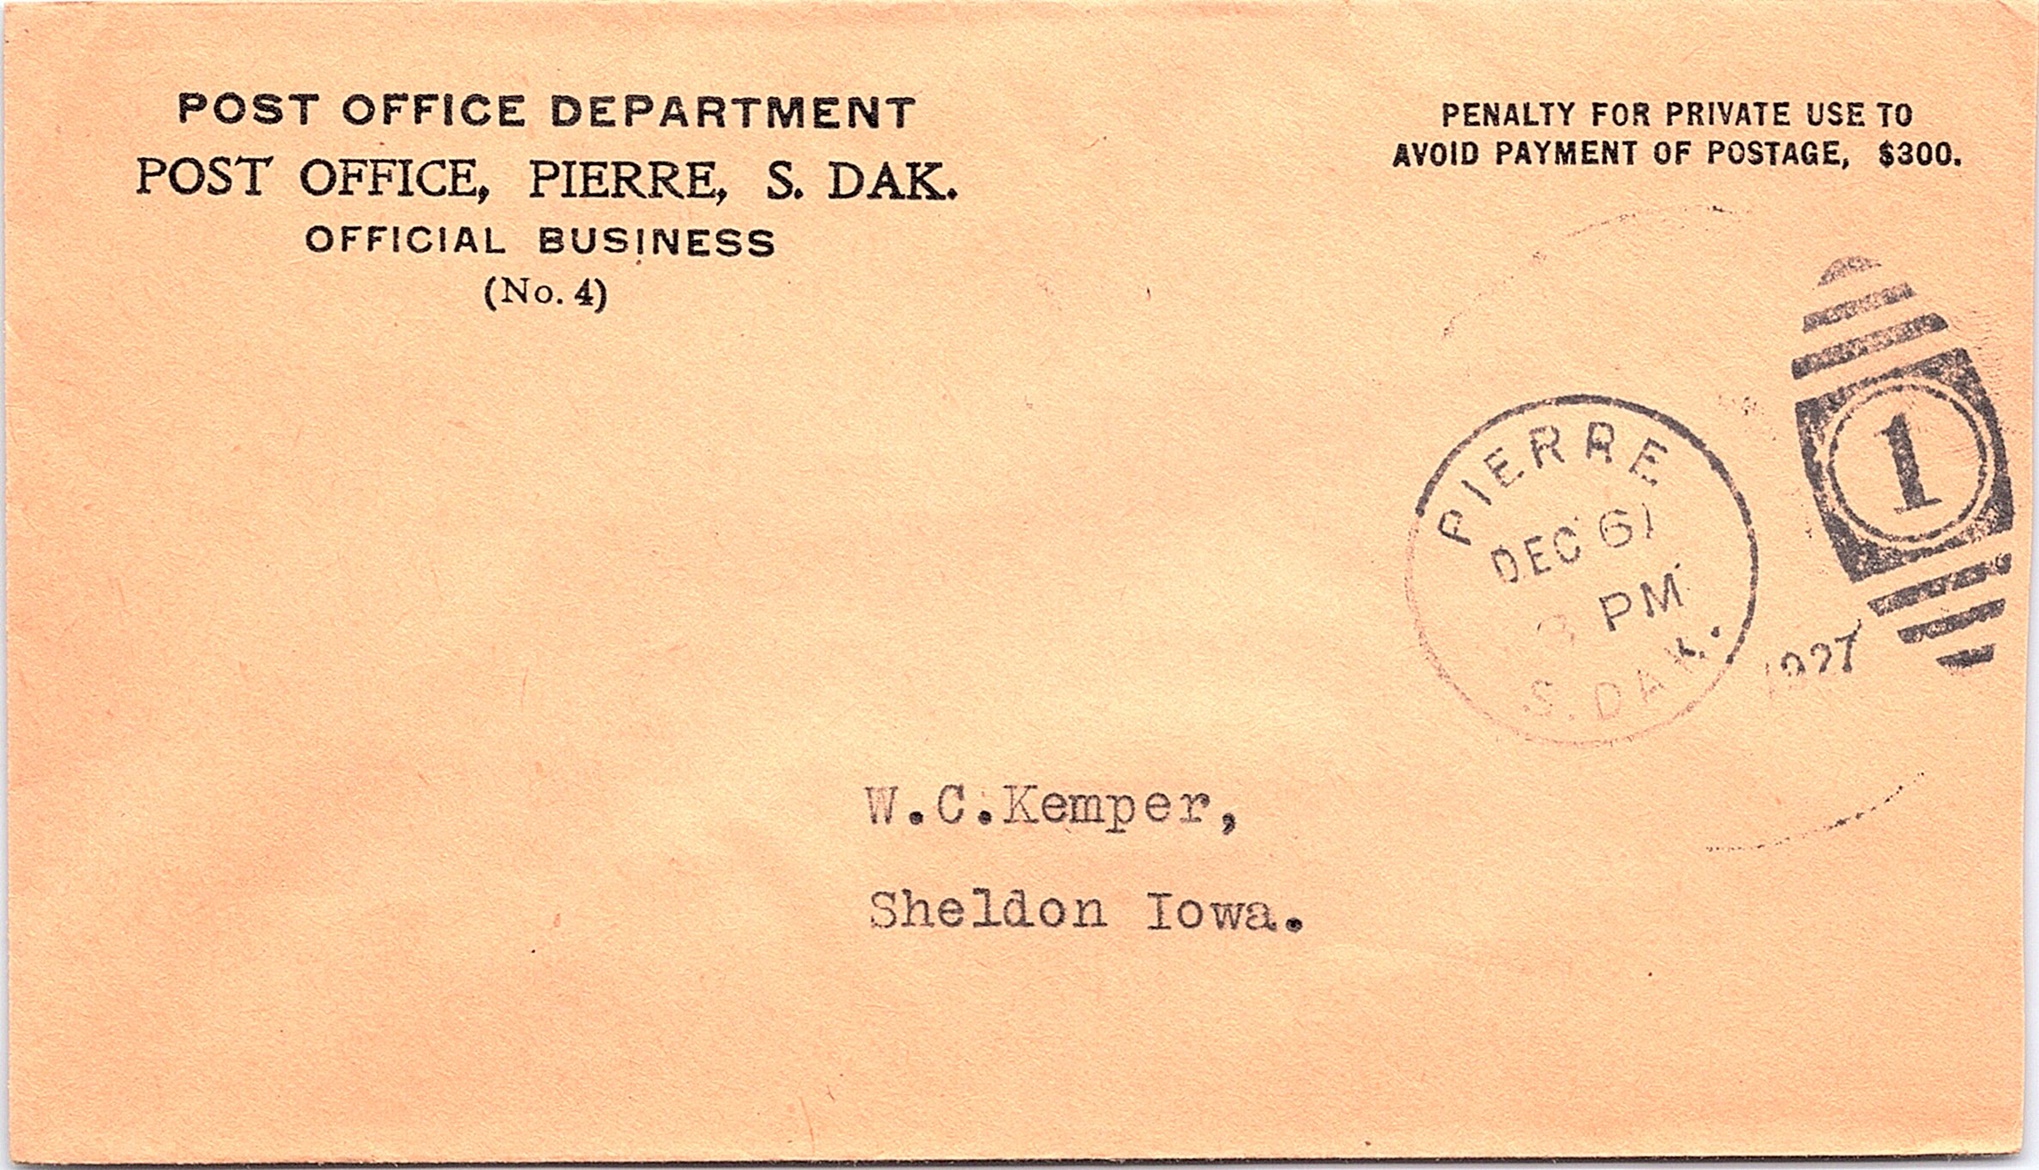 POST OFFICE DEPARTMENT
POST OFFICE, PIERRE, S. DAK.
OFFICIAL BUSINESS
(No. 4)
PENALTY FOR PRIVATE USE TO
AVOID PAYMENT OF POSTAGE, $300.
PIERRE
DEC 6
PM
S. DAK.
1
1927
W.C.Kemper,
Sheldon Iowa.